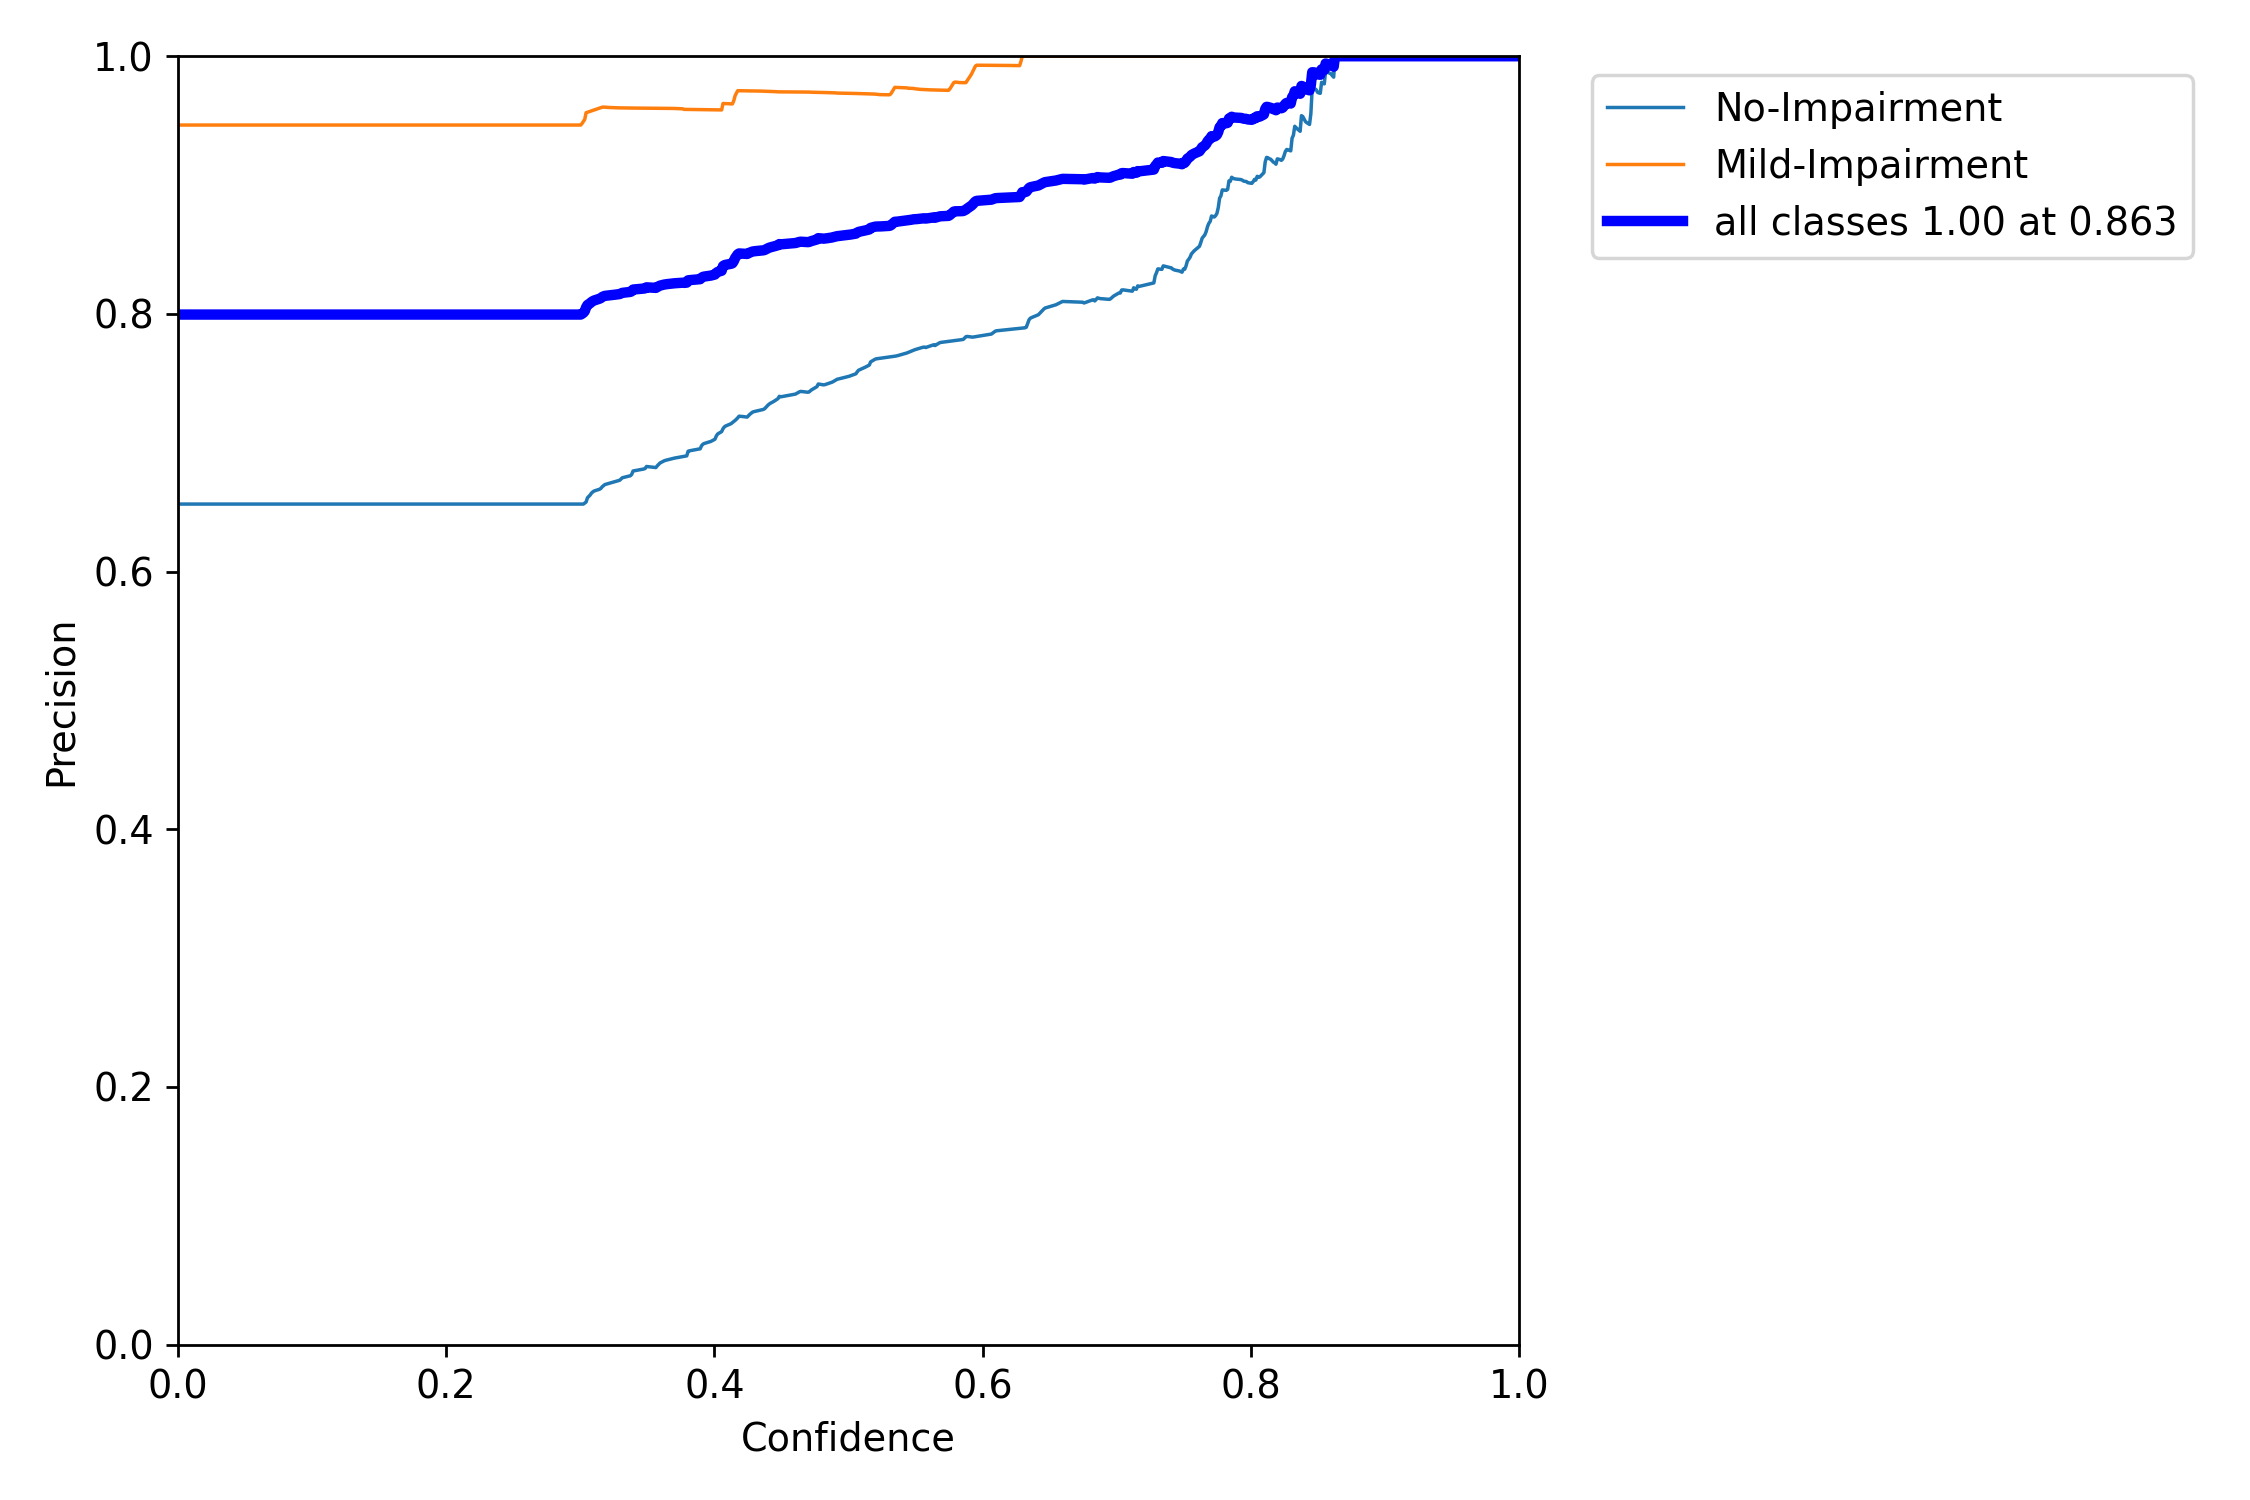 1.0
0.8
0.6
0.4
0.2
0.0
Precision
0.0 0.2 0.4 0.6 0.8 1.0
Confidence
No-Impairment
Mild-Impairment
all classes 1.00 at 0.863